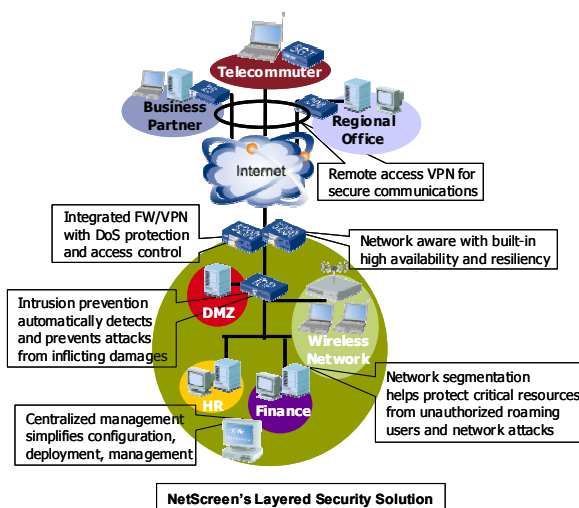 Telecommuter
Business
Partner
Regional
Office
Internet
Remote access VPN for
secure communications
Integrated FW/VPN
with DoS protection
and access control
Network aware with built-in
high availability and resiliency
DMZ
Intrusion prevention
automatically detects
and prevents attacks
from inflicting damages
Wireless
Network
HR
Finance
Network segmentation
helps protect critical resources
from unauthorized roaming
users and network attacks
Centralized management
simplifies configuration,
deployment, management
NetScreen's Layered Security Solution